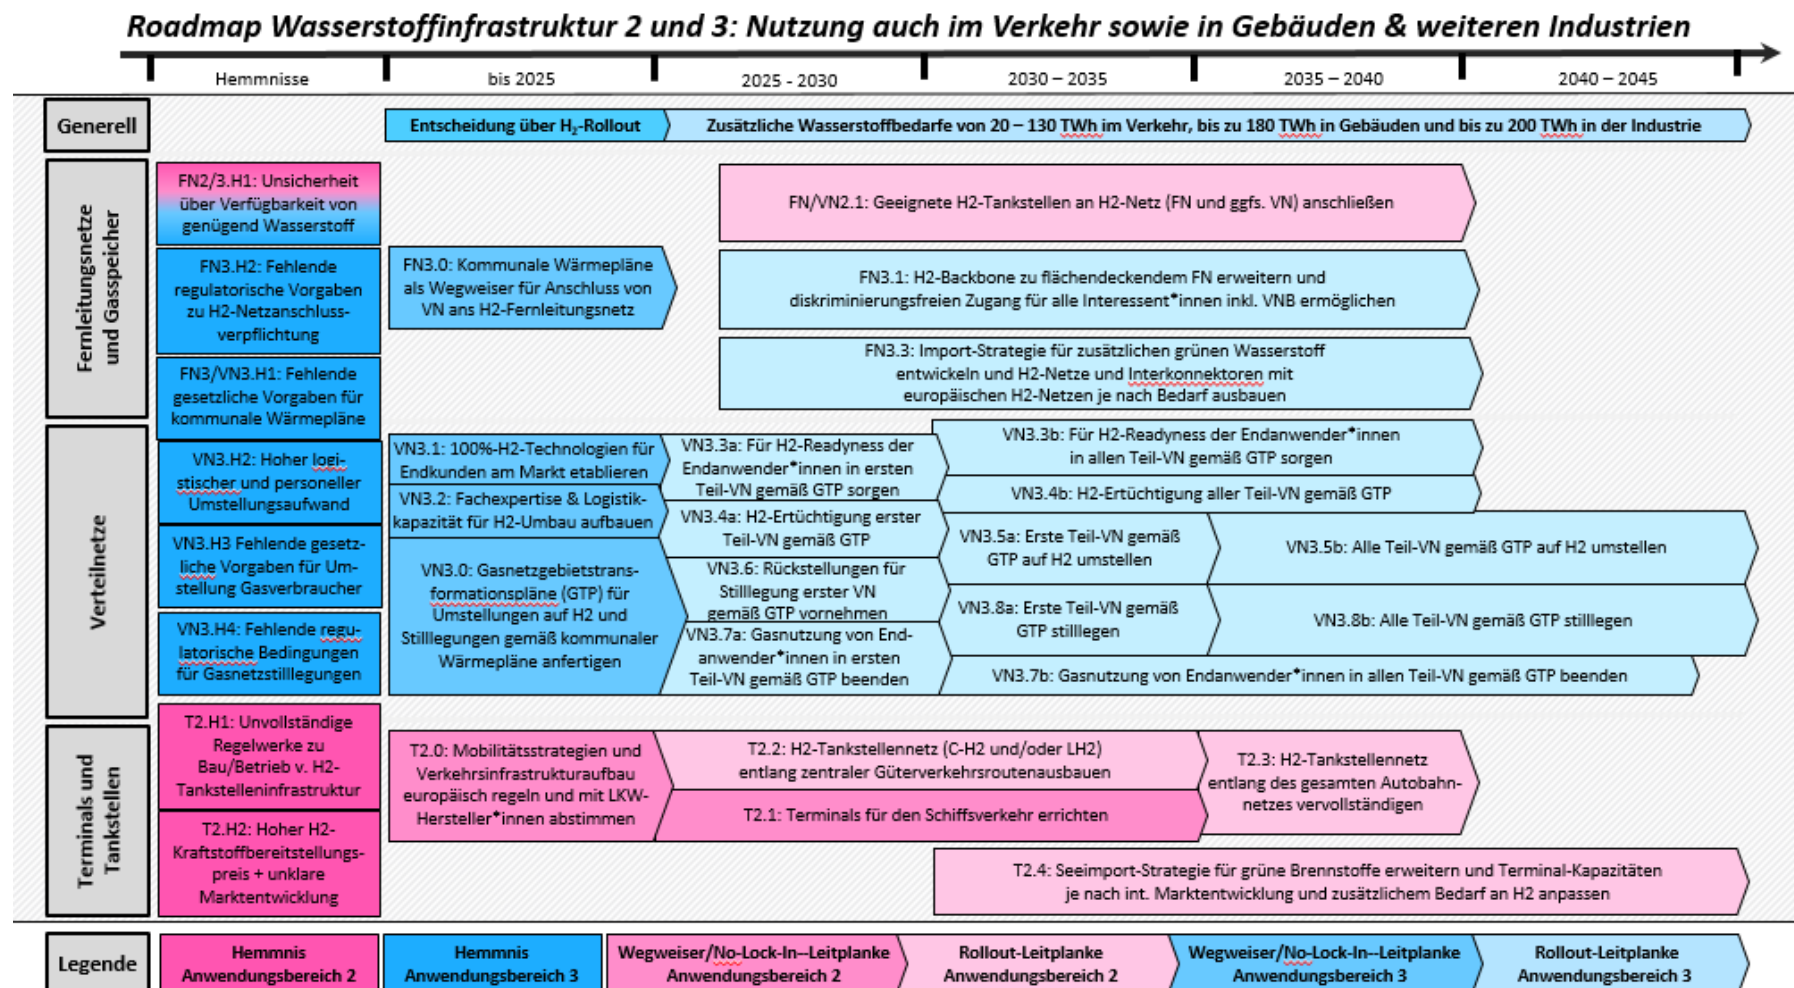 Roadmap Wasserstoffinfrastruktur 2 und 3: Nutzung auch im Verkehr sowie in Gebäuden & weiteren Industrien
Hemmnisse
bis 2025
2025 - 2030
2030 – 2035
2035 – 2040
2040 – 2045
Generell
Entscheidung über H₂-Rollout
Zusätzliche Wasserstoffbedarfe von 20 – 130 TWh im Verkehr, bis zu 180 TWh in Gebäuden und bis zu 200 TWh in der Industrie
Fernleitungsnetze
und Gasspeicher
FN2/3.H1: Unsicherheit
über Verfügbarkeit von
genügend Wasserstoff
FN/VN2.1: Geeignete H2-Tankstellen an H2-Netz (FN und ggfs. VN) anschließen
FN3.H2: Fehlende
regulatorische Vorgaben
zu H2-Netzanschluss-
verpflichtung
FN3.0: Kommunale Wärmepläne
als Wegweiser für Anschluss von
VN ans H2-Fernleitungsnetz
FN3.1: H2-Backbone zu flächendeckendem FN erweitern und
diskriminierungsfreien Zugang für alle Interessent*innen inkl. VNB ermöglichen
FN3/VN3.H1: Fehlende
gesetzliche Vorgaben für
kommunale Wärmepläne
FN3.3: Import-Strategie für zusätzlichen grünen Wasserstoff
entwickeln und H2-Netze und Interkonnektoren mit
europäischen H2-Netzen je nach Bedarf ausbauen
Verteilnetze
VN3.H2: Hoher logi-
stischer und personeller
Umstellungsaufwand
VN3.H3 Fehlende gesetz-
liche Vorgaben für Um-
stellung Gasverbraucher
VN3.H4: Fehlende regu-
latorische Bedingungen
für Gasnetzstilllegungen
VN3.1: 100%-H2-Technologien für
Endkunden am Markt etablieren
VN3.2: Fachexpertise & Logistik-
kapazität für H2-Umbau aufbauen
VN3.0: Gasnetzgebietstrans-
formationspläne (GTP) für
Umstellungen auf H2 und
Stilllegungen gemäß kommunaler
Wärmepläne anfertigen
VN3.3a: Für H2-Readyness der
Endanwender*innen in ersten
Teil-VN gemäß GTP sorgen
VN3.4a: H2-Ertüchtigung erster
Teil-VN gemäß GTP
VN3.6: Rückstellungen für
Stilllegung erster VN
gemäß GTP vornehmen
VN3.7a: Gasnutzung von End-
anwender*innen in ersten
Teil-VN gemäß GTP beenden
VN3.3b: Für H2-Readyness der Endanwender*innen
in allen Teil-VN gemäß GTP sorgen
VN3.4b: H2-Ertüchtigung aller Teil-VN gemäß GTP
VN3.5a: Erste Teil-VN gemäß
GTP auf H2 umstellen
VN3.5b: Alle Teil-VN gemäß GTP auf H2 umstellen
VN3.8a: Erste Teil-VN gemäß
GTP stilllegen
VN3.8b: Alle Teil-VN gemäß GTP stilllegen
VN3.7b: Gasnutzung von Endanwender*innen in allen Teil-VN gemäß GTP beenden
Terminals und
Tankstellen
T2.H1: Unvollständige
Regelwerke zu
Bau/Betrieb v. H2-
Tankstelleninfrastruktur
T2.H2: Hoher H2-
Kraftstoffbereitstellungs-
preis + unklare
Marktentwicklung
T2.0: Mobilitätsstrategien und
Verkehrsinfrastrukturaufbau
europäisch regeln und mit LKW-
Hersteller*innen abstimmen
T2.2: H2-Tankstellennetz (C-H2 und/oder LH2)
entlang zentraler Güterverkehrsroutenausbauen
T2.1: Terminals für den Schiffsverkehr errichten
T2.3: H2-Tankstellennetz
entlang des gesamten Autobahn-
netzes vervollständigen
T2.4: Seeimport-Strategie für grüne Brennstoffe erweitern und Terminal-Kapazitäten
je nach int. Marktentwicklung und zusätzlichem Bedarf an H2 anpassen
Legende
Hemmnis
Anwendungsbereich 2
Hemmnis
Anwendungsbereich 3
Wegweiser/No-Lock-In--Leitplanke
Anwendungsbereich 2
Rollout-Leitplanke
Anwendungsbereich 2
Wegweiser/No-Lock-In--Leitplanke
Anwendungsbereich 3
Rollout-Leitplanke
Anwendungsbereich 3